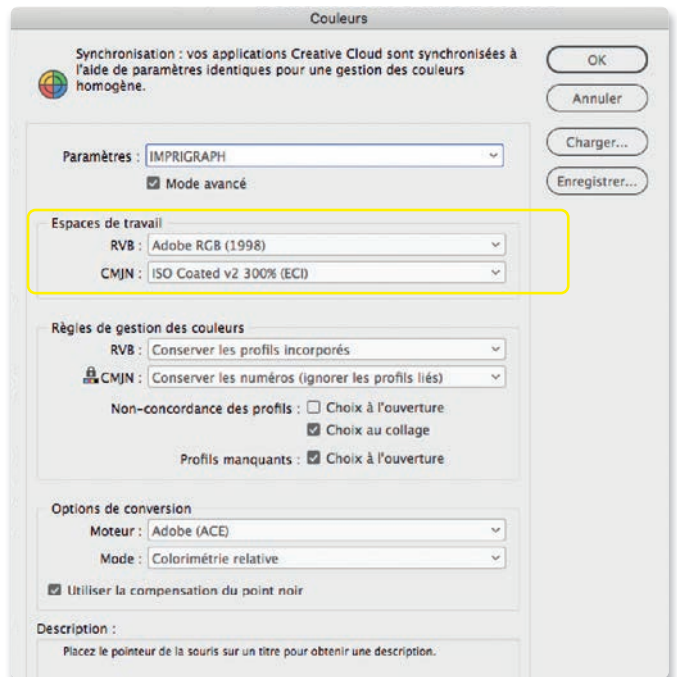 Couleurs
Synchronisation : vos applications Creative Cloud sont synchronisées à
l'aide de paramètres identiques pour une gestion des couleurs
homogène.
OK
Annuler
Charger...
Enregistrer...
Paramètres : IMPRIGRAPH
Mode avancé
Espaces de travail
RVB : Adobe RGB (1998)
CMJN : ISO Coated v2 300% (ECI)
Règles de gestion des couleurs
RVB : Conserver les profils incorporés
CMJN : Conserver les numéros (ignorer les profils liés)
Non-concordance des profils : Choix à l'ouverture
Choix au collage
Profils manquants : Choix à l'ouverture
Options de conversion
Moteur : Adobe (ACE)
Mode : Colorimétrie relative
Utiliser la compensation du point noir
Description :
Placez le pointeur de la souris sur un titre pour obtenir une description.